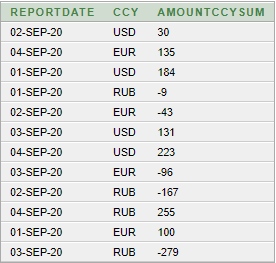 REPORTDATE CCY AMOUNTCCYSUM
02-SEP-20 USD 30
04-SEP-20 EUR 135
01-SEP-20 USD 184
01-SEP-20 RUB -9
02-SEP-20 EUR -43
03-SEP-20 USD 131
04-SEP-20 USD 223
03-SEP-20 EUR -96
02-SEP-20 RUB -167
04-SEP-20 RUB 255
01-SEP-20 EUR 100
03-SEP-20 RUB -279